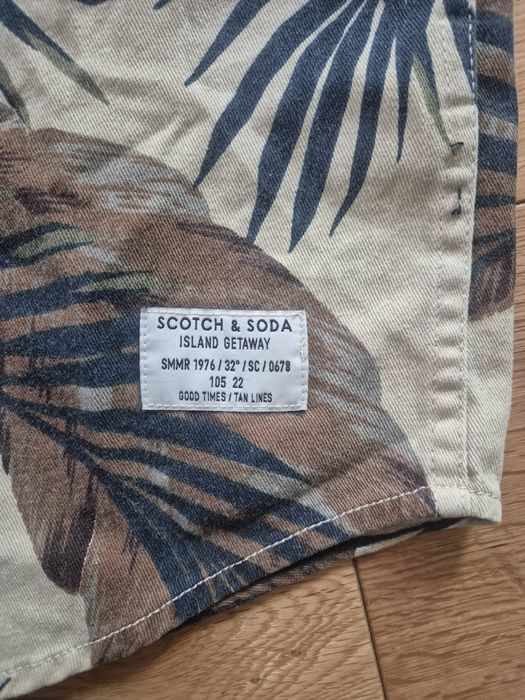 SCOTCH & SODA
ISLAND GETAWAY
SMMR 1976 / 32° / SC / 0678
105 22
GOOD TIMES / TAN LINES